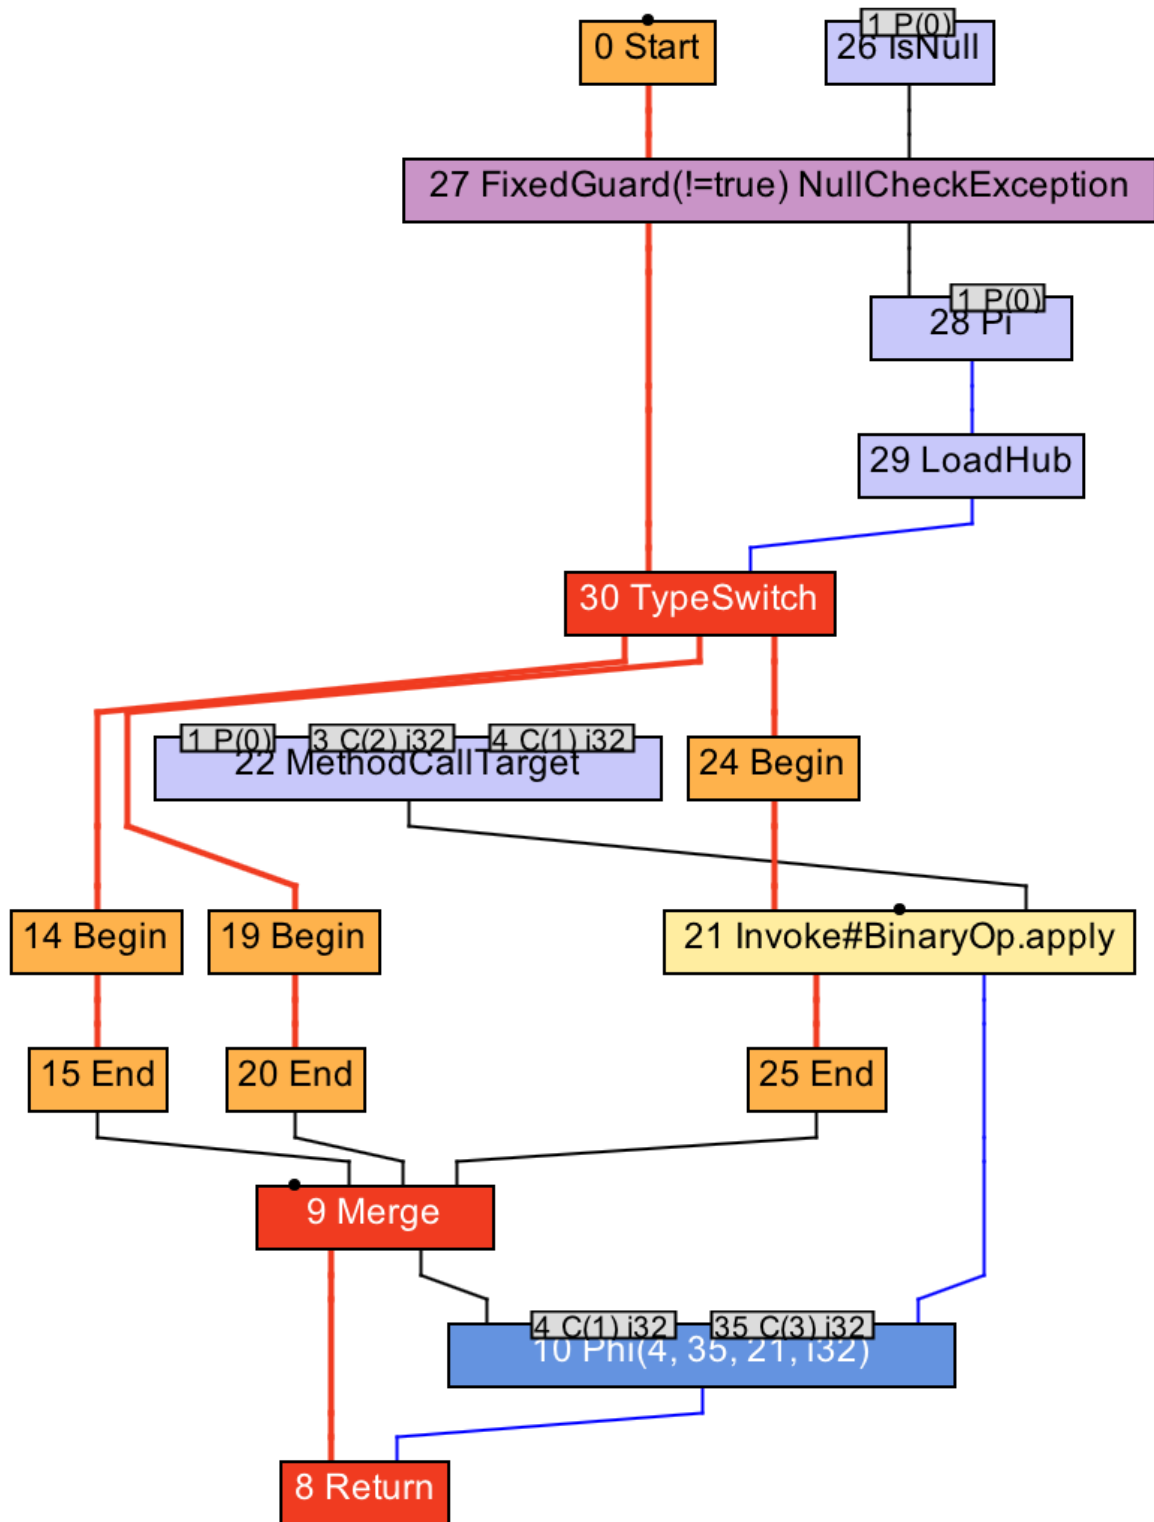 0 Start
1 P(0)
26 IsNull
27 FixedGuard(!=true) NullCheckException
1 P(0)
28 Pi
29 LoadHub
30 TypeSwitch
1 P(0) 3 C(2) i32 4 C(1) i32
22 MethodCallTarget
24 Begin
14 Begin
19 Begin
21 Invoke#BinaryOp.apply
15 End
20 End
25 End
9 Merge
4 C(1) i32 35 C(3) i32
10 Phi(4, 35, 21, i32)
8 Return